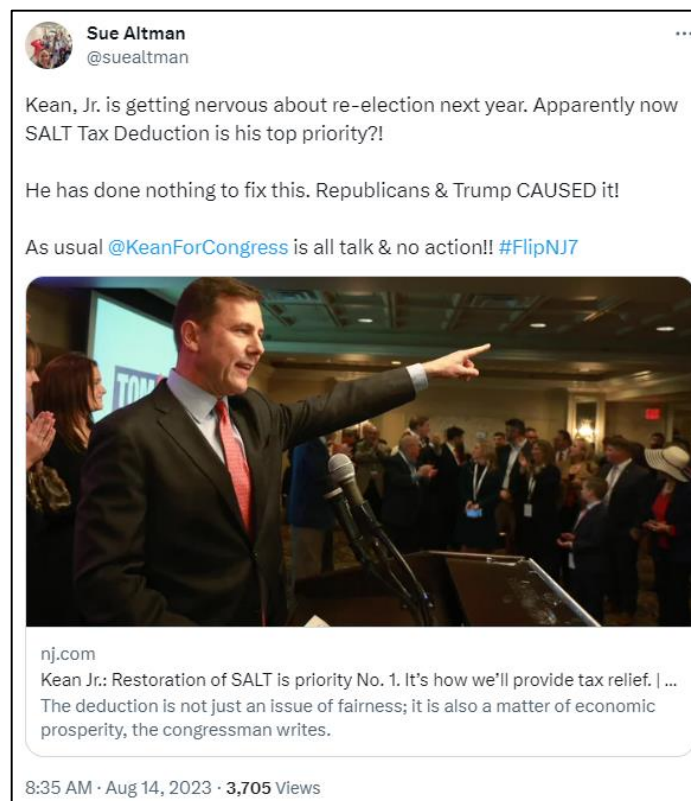 Sue Altman
@suealtman
Kean, Jr. is getting nervous about re-election next year. Apparently now
SALT Tax Deduction is his top priority?!
He has done nothing to fix this. Republicans & Trump CAUSED it!
As usual @KeanForCongress is all talk & no action!! #FlipNJ7
TOM
nj.com
Kean Jr.: Restoration of SALT is priority No. 1. It’s how we’ll provide tax relief. | ...
The deduction is not just an issue of fairness; it is also a matter of economic
prosperity, the congressman writes.
8:35 AM · Aug 14, 2023 · 3,705 Views